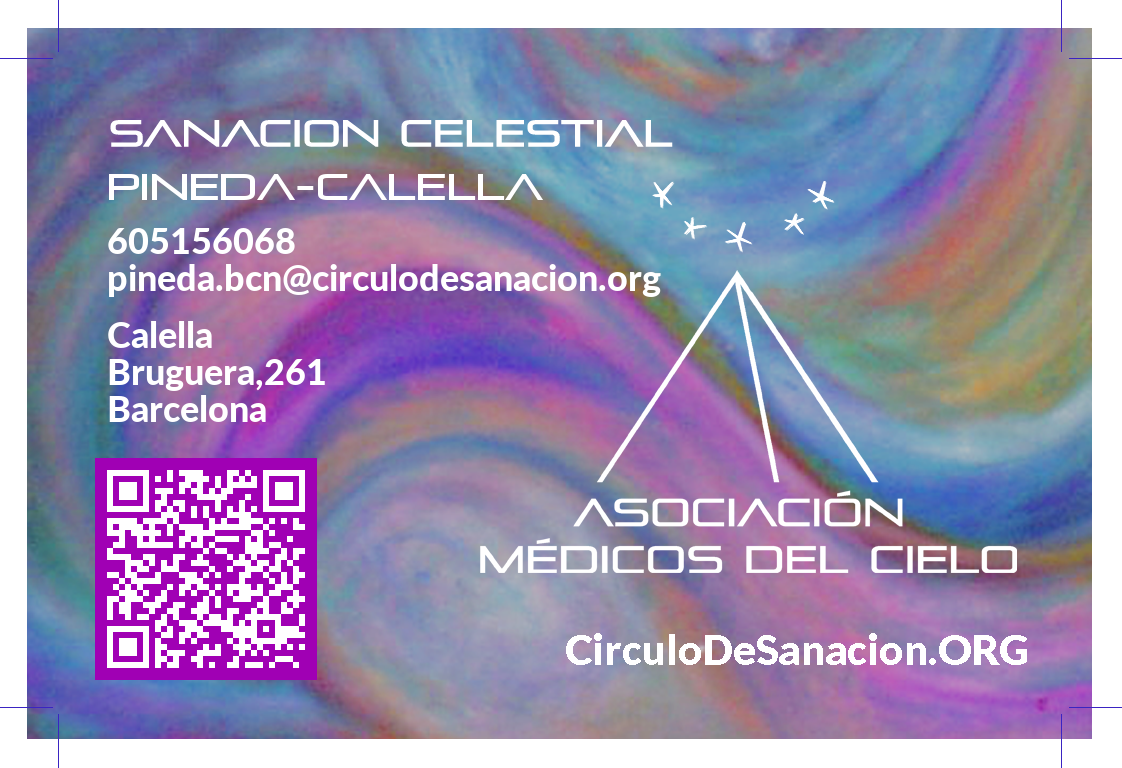 SANACION CELESTIAL
PINEDA-CALELLA
605156068
pineda.bcn@circulodesanacion.org
Calella
Bruguera,261
Barcelona
ASOCIACIÓN
MÉDICOS DEL CIELO
CirculoDeSanacion.ORG